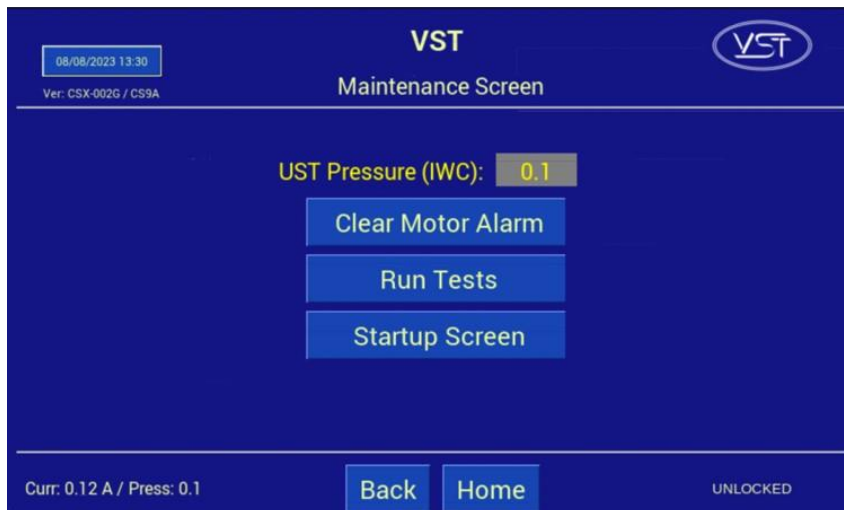 VST
08/08/2023 13:30
VST
Ver: CSX-002G / CS9A
Maintenance Screen
UST Pressure (IWC): 0.1
Clear Motor Alarm
Run Tests
Startup Screen
Curr: 0.12 A / Press: 0.1
Back
Home
UNLOCKED